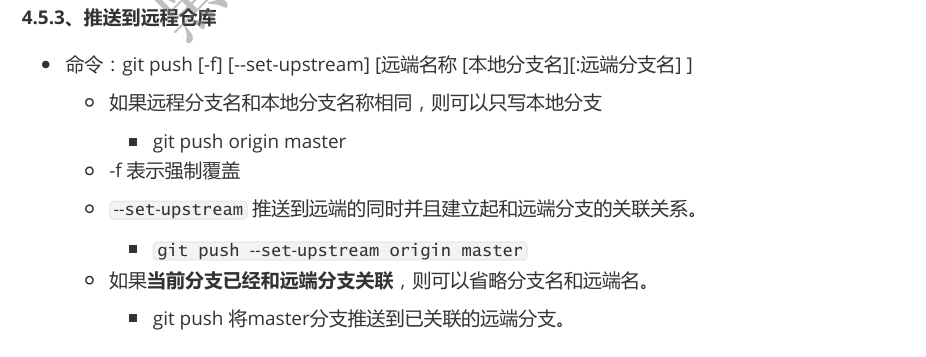 4.5.3、推送到远程仓库
命令：git push [-f] [--set-upstream] [远端名称 [本地分支名][:远端分支名] ]
如果远程分支名和本地分支名称相同，则可以只写本地分支
git push origin master
-f 表示强制覆盖
--set-upstream 推送到远端的同时并且建立起和远端分支的关联关系。
git push --set-upstream origin master
如果当前分支已经和远端分支关联，则可以省略分支名和远端名。
git push 将master分支推送到已关联的远端分支。